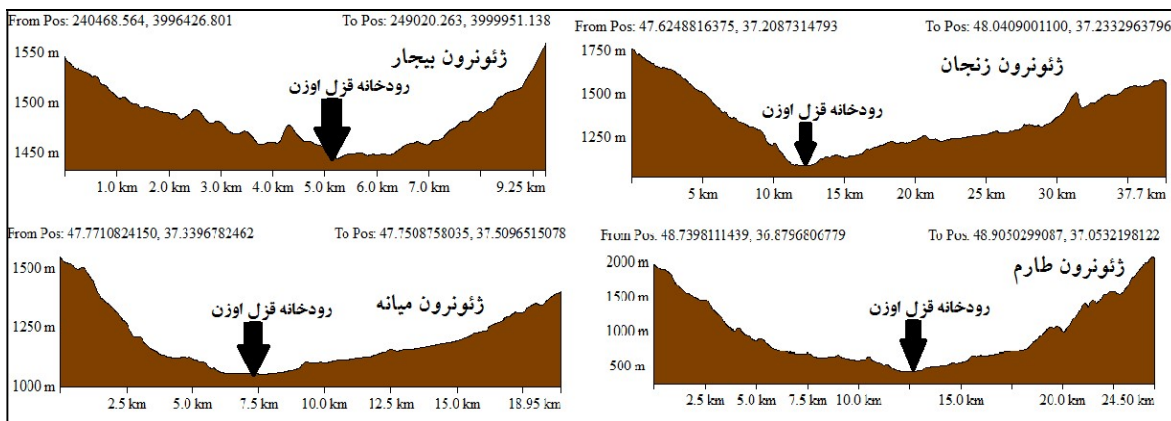 From Pos: 240468.564, 3996426.801 To Pos: 249020.263, 3999951.138
ژئونرون بیجار
رودخانه قزل اوزن
1550 m
1500 m
1450 m
1.0 km 2.0 km 3.0 km 4.0 km 5.0 km 6.0 km 7.0 km 9.25 km
From Pos: 47.6248816375, 37.2087314793 To Pos: 48.0409001100, 37.2332963796
ژئونرون زنجان
رودخانه قزل اوزن
1750 m
1500 m
1250 m
5 km 10 km 15 km 20 km 25 km 30 km 37.7 km
From Pos: 47.7710824150, 37.3396782462 To Pos: 47.7508758035, 37.5096515078
ژئونرون میانه
رودخانه قزل اوزن
1500 m
1250 m
1000 m
2.5 km 5.0 km 7.5 km 10.0 km 12.5 km 15.0 km 18.95 km
From Pos: 48.7398111439, 36.8796806779 To Pos: 48.9050299087, 37.0532198122
ژئونرون طارم
رودخانه قزل اوزن
2000 m
1500 m
1000 m
500 m
2.5 km 5.0 km 7.5 km 10.0 km 15.0 km 20.0 km 24.50 km